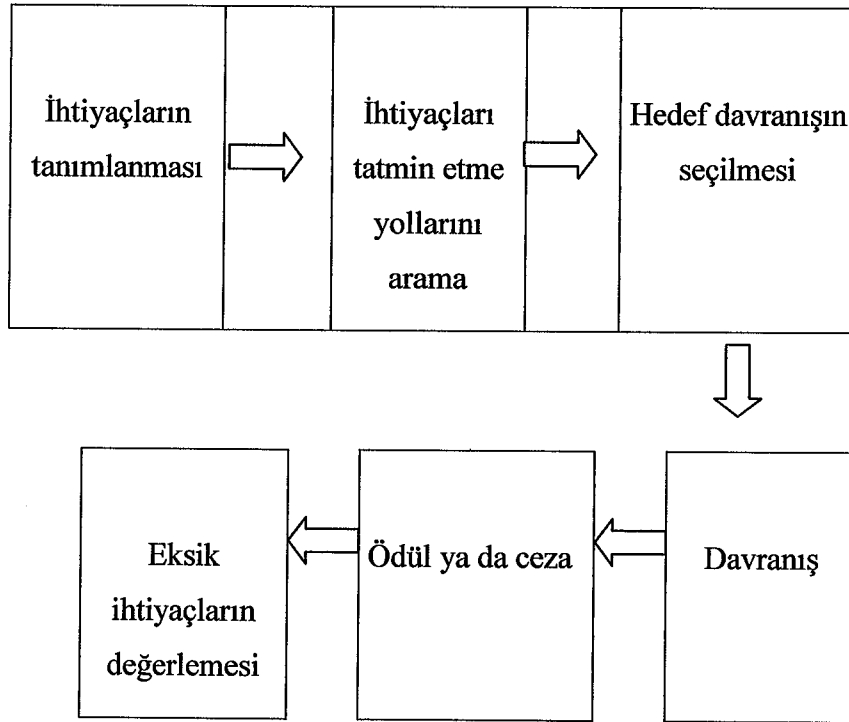 İhtiyaçların
tanımlanması
İhtiyaçları
tatmin etme
yollarını
arama
Hedef davranışın
seçilmesi
Davranış
Ödül ya da ceza
Eksik
ihtiyaçların
değerlemesi